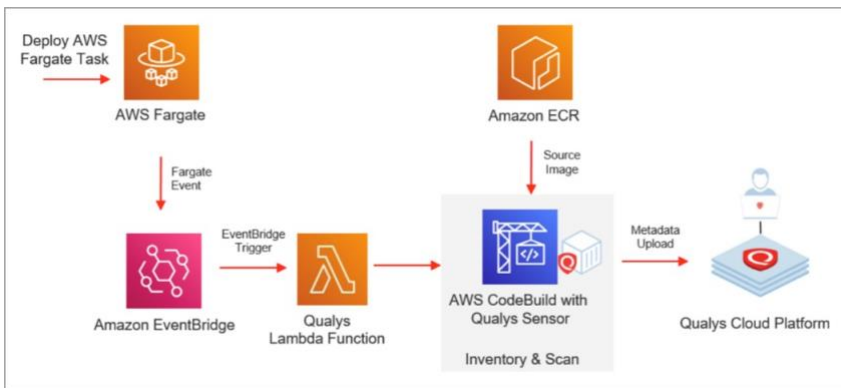 Deploy AWS
Fargate Task
AWS Fargate
Amazon ECR
Fargate
Event
Source
Image
EventBridge
Trigger
Metadata
Upload
Amazon EventBridge
Qualys
Lambda Function
AWS CodeBuild with
Qualys Sensor
Qualys Cloud Platform
Inventory & Scan